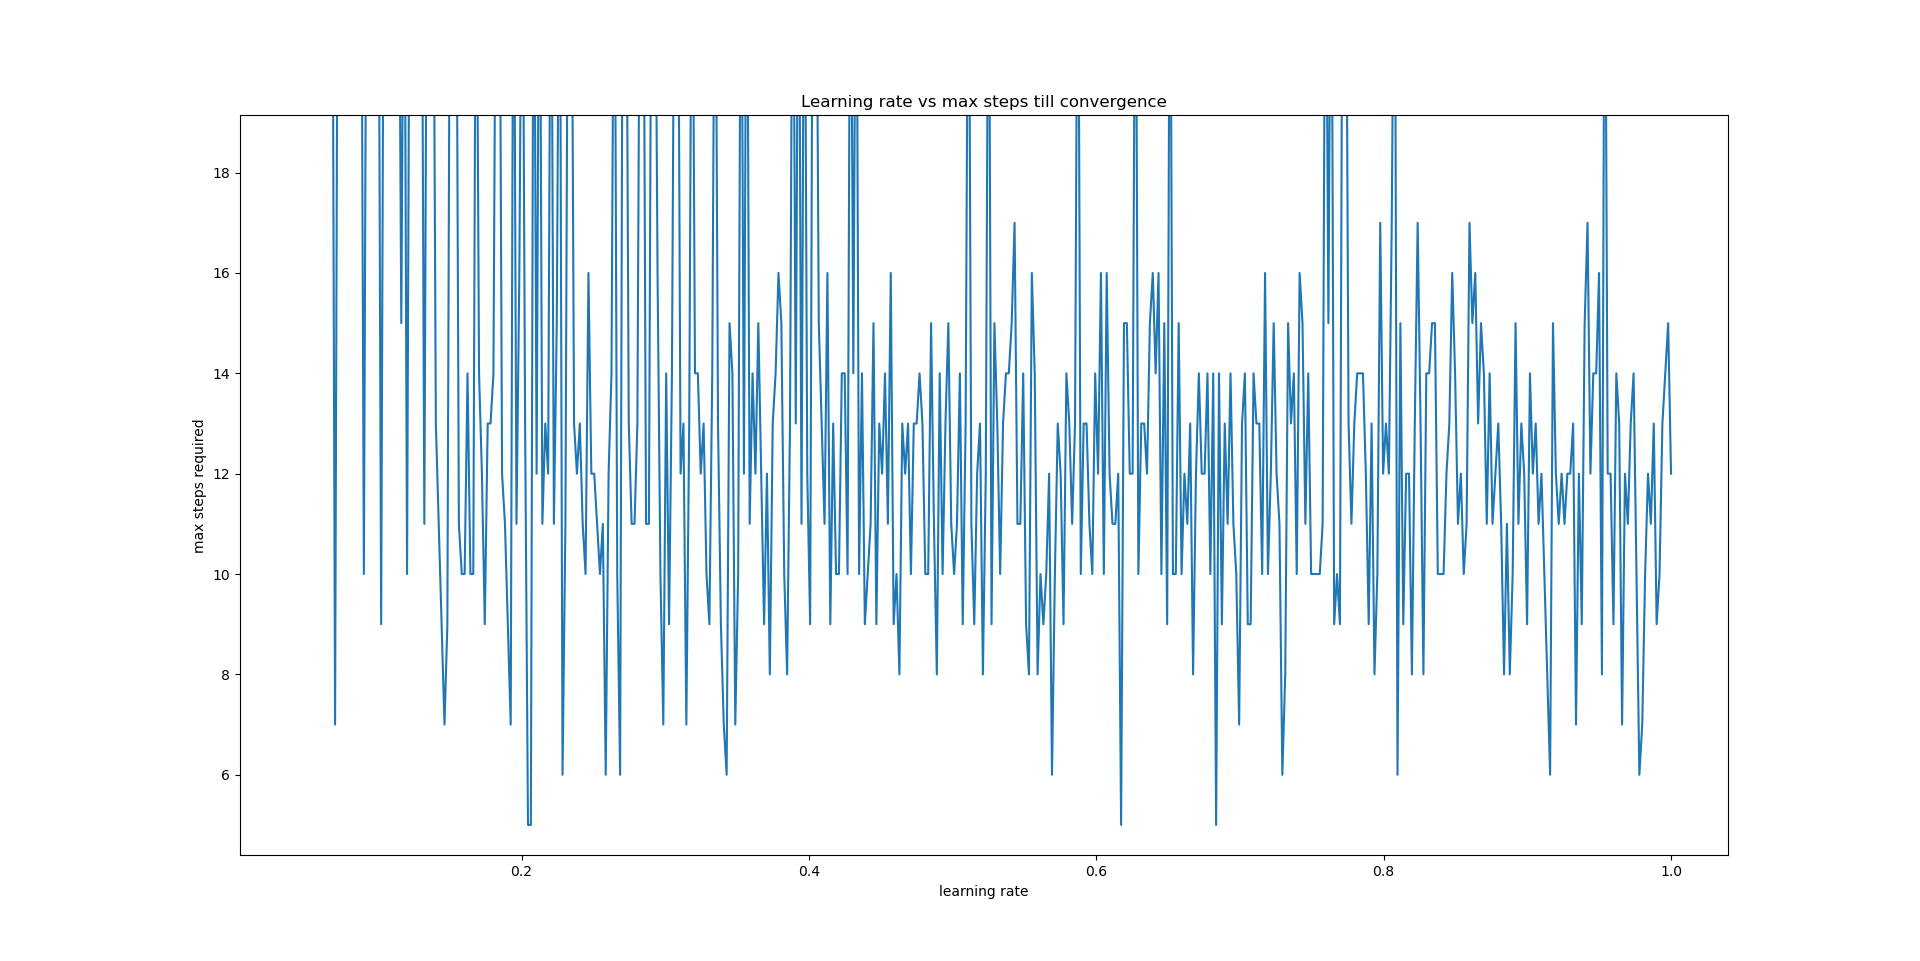 Learning rate vs max steps till convergence
max steps required
18
16
14
12
10
8
6
0.2 0.4 0.6 0.8 1.0
learning rate